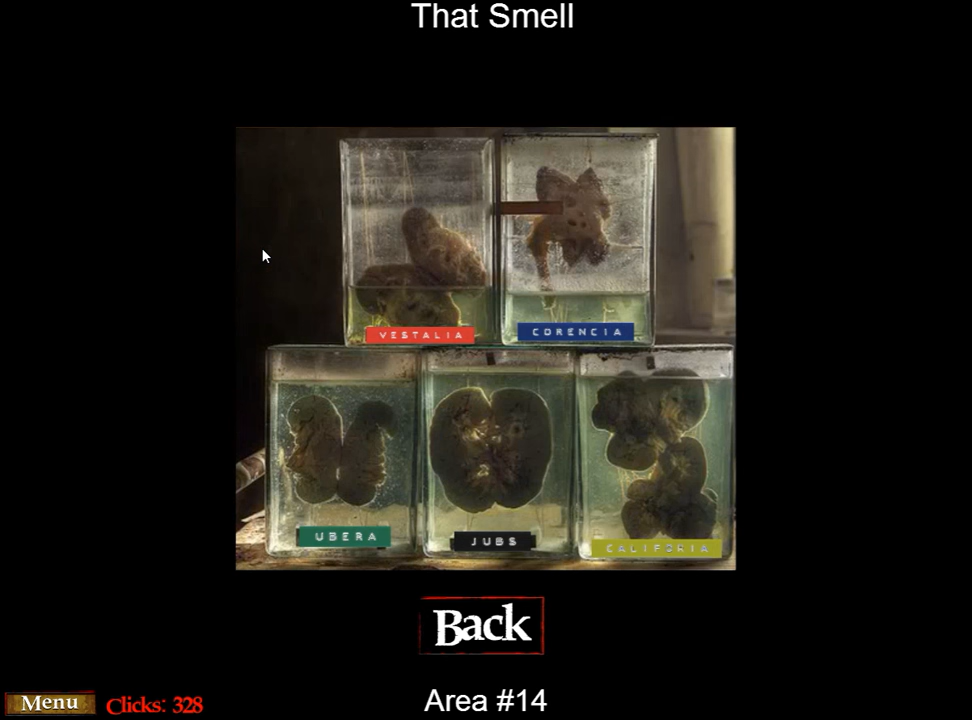 That Smell
VESTALIA
CORENCIA
UBERA
JUBS
CALIFORIA
Back
Menu
Clicks: 328
Area #14